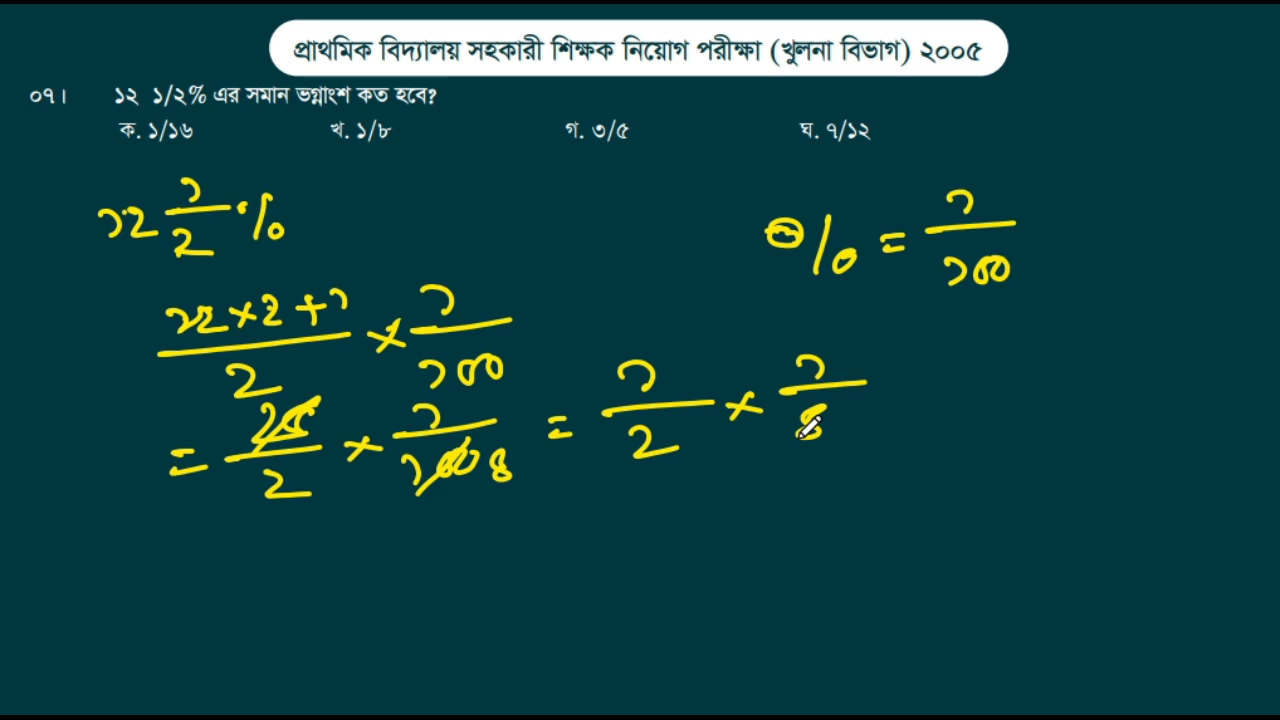 প্রাথমিক বিদ্যালয় সহকারী শিক্ষক নিয়োগ পরীক্ষা (খুলনা বিভাগ) ২০০৫
০৭। ১২ ১/২% এর সমান ভগ্নাংশ কত হবে?
ক. ১/১৬ খ. ১/৮ গ. ৩/৫ ঘ. ৭/১২
১২ ১/২ % % = ১/১০০
১২×২+১/২ × ১/১০০
= ২৫/২ × ১/১০০ ৪ = ১/২ × ১/৪